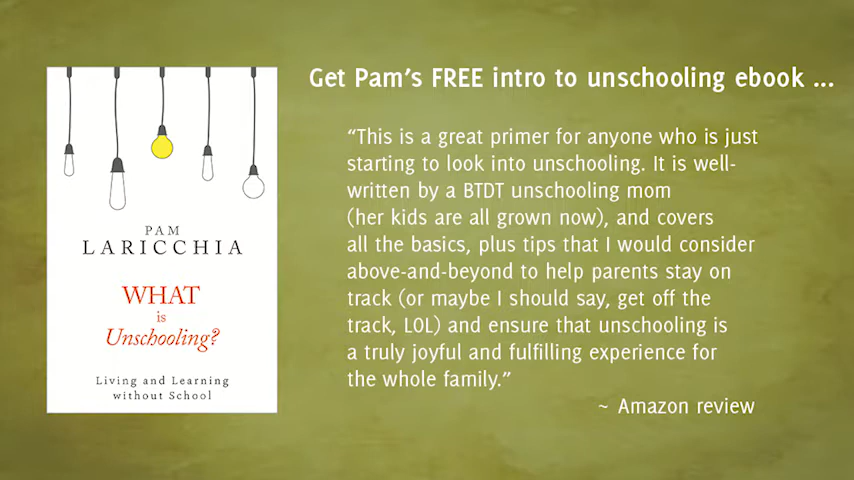 Get Pam's FREE intro to unschooling ebook ...
PAM
LARICCHIA
WHAT
is
Unschooling?
Living and Learning
without School
“This is a great primer for anyone who is just
starting to look into unschooling. It is well-
written by a BTDT unschooling mom
(her kids are all grown now), and covers
all the basics, plus tips that I would consider
above-and-beyond to help parents stay on
track (or maybe I should say, get off the
track, LOL) and ensure that unschooling is
a truly joyful and fulfilling experience for
the whole family.”
~ Amazon review